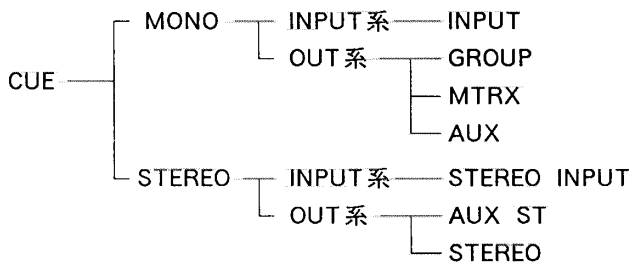 MONO INPUT系 INPUT
OUT系 GROUP
CUE
MTRX
AUX
STEREO INPUT系 STEREO INPUT
OUT系 AUX ST
STEREO